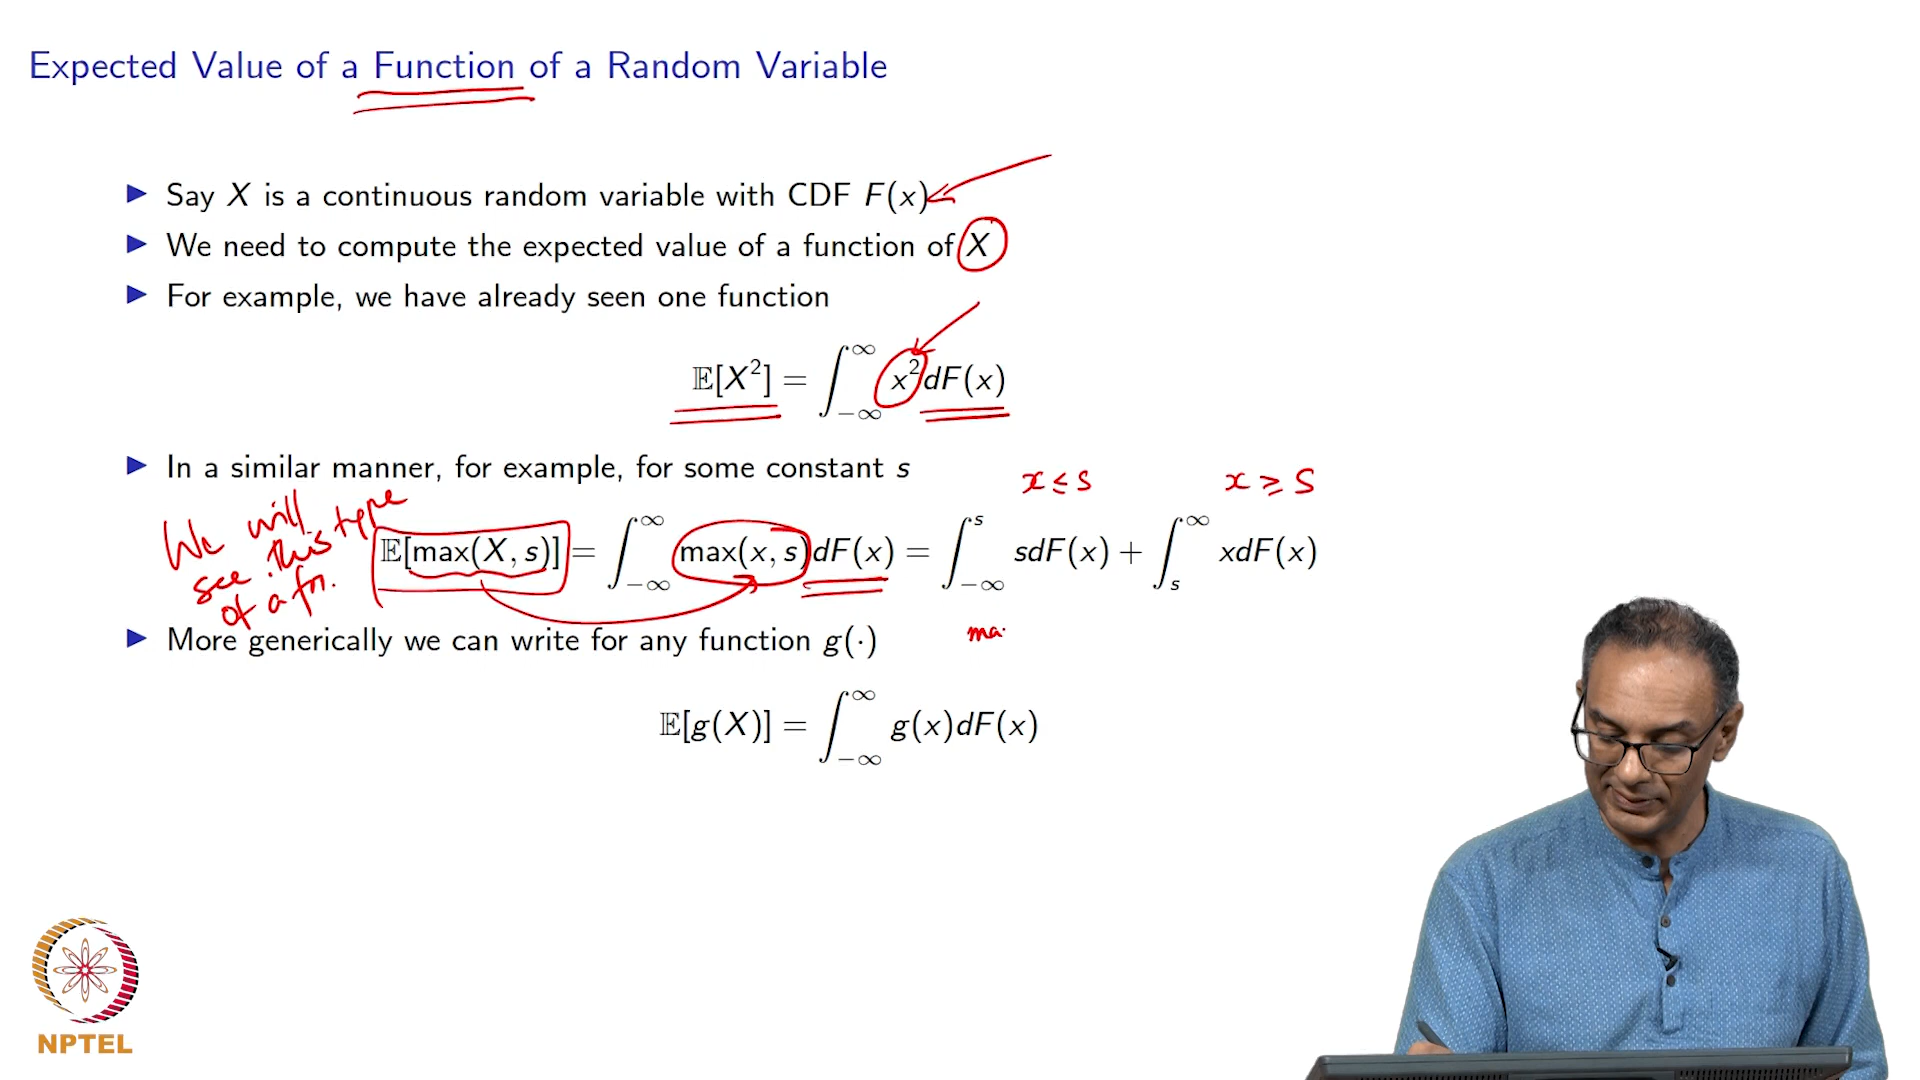 Expected Value of a Function of a Random Variable
Say X is a continuous random variable with CDF F(x)
We need to compute the expected value of a function of X
For example, we have already seen one function
𝔼[X²] = ∫_{-∞}^{∞} x² dF(x)
In a similar manner, for example, for some constant s
x ≤ s x ≥ s
We will see this type of a fn.
𝔼[max(X, s)] = ∫_{-∞}^{∞} max(x, s)dF(x) = ∫_{-∞}^{s} sdF(x) + ∫_{s}^{∞} xdF(x)
ma
More generically we can write for any function g(·)
𝔼[g(X)] = ∫_{-∞}^{∞} g(x)dF(x)
NPTEL